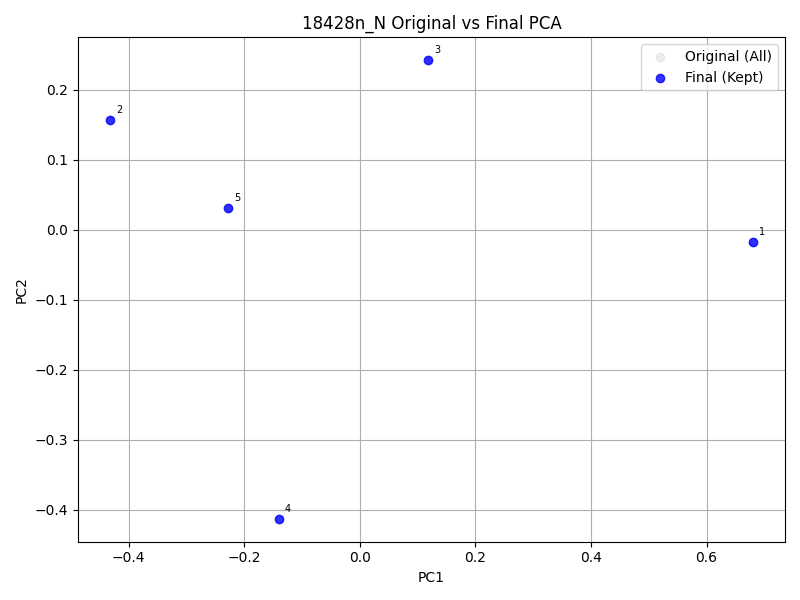 18428n_N Original vs Final PCA
Original (All)
Final (Kept)
3
2
5
1
4
0.2
0.1
0.0
−0.1
−0.2
−0.3
−0.4
PC2
−0.4 −0.2 0.0 0.2 0.4 0.6
PC1